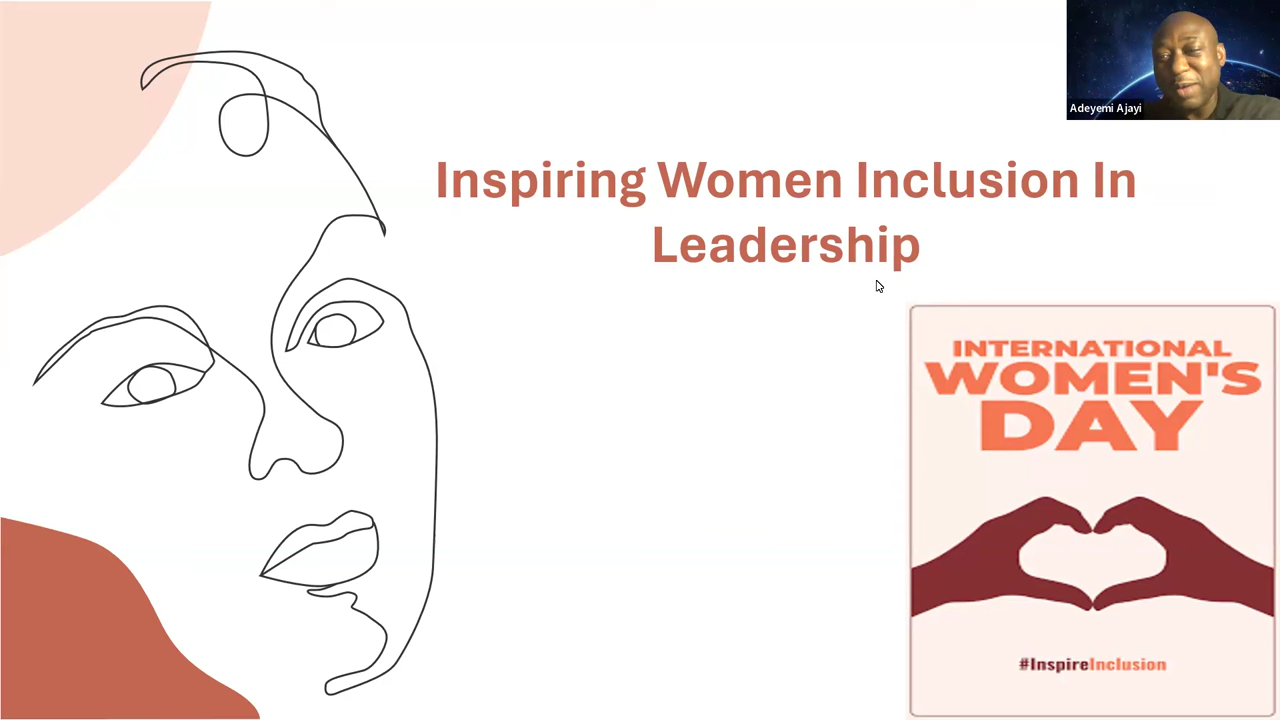 Adeyemi Ajayi
Inspiring Women Inclusion In
Leadership
INTERNATIONAL
WOMEN'S
DAY
#InspireInclusion